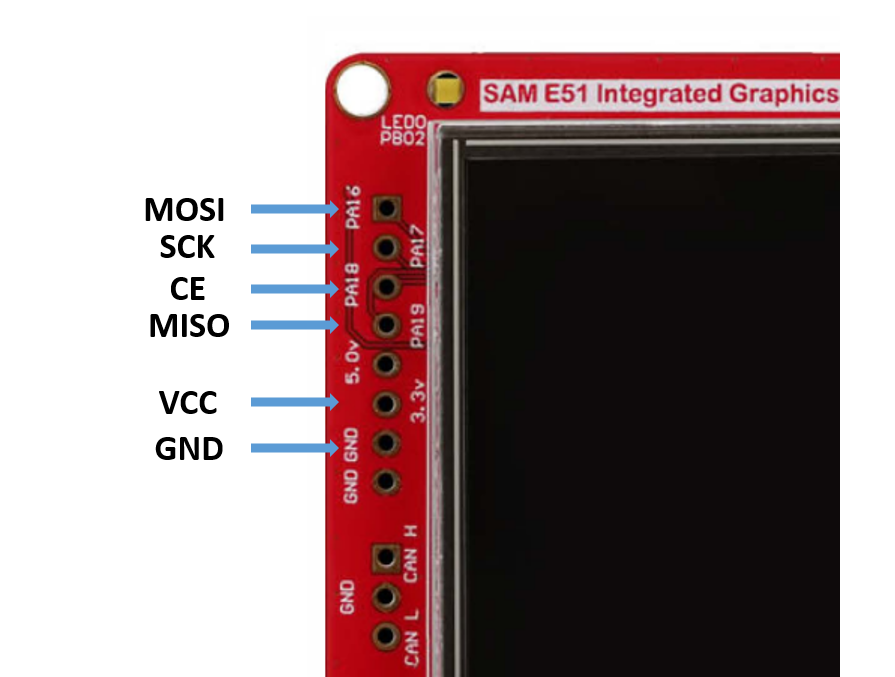 SAM E51 Integrated Graphics
LED0
PB02
MOSI
PA16
SCK
PA17
CE
PA18
MISO
PA19
5.0v
VCC
3.3v
GND
GND
GND
CAN H
GND
CAN L